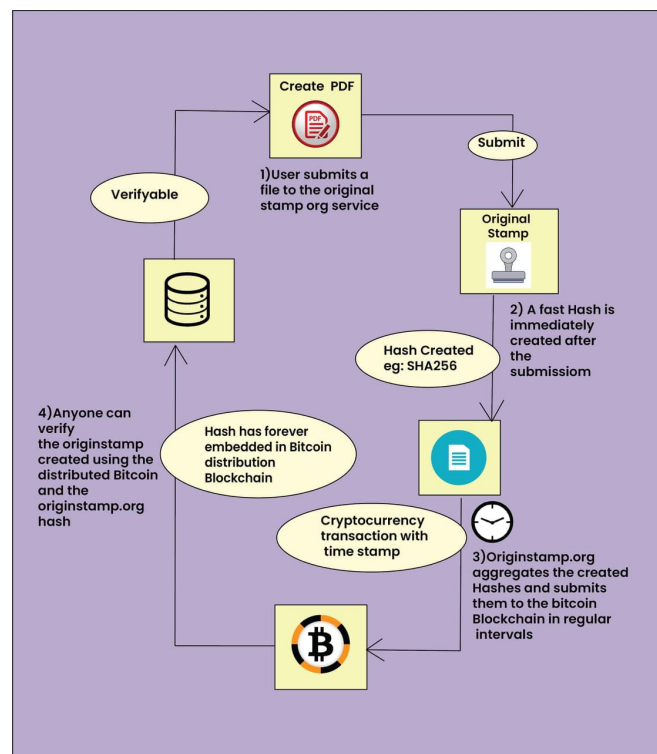 Create PDF
PDF
1)User submits a
file to the original
stamp org service
Submit
Original
Stamp
2) A fast Hash is
immediately
created after
the
submissiom
Hash Created
eg: SHA256
Cryptocurrency
transaction with
time stamp
3)Originstamp.org
aggregates the created
Hashes and submits
them to the bitcoin
Blockchain in regular
intervals
Hash has forever
embedded in Bitcoin
distribution
Blockchain
4)Anyone can
verify
the originstamp
created using the
distributed Bitcoin
and the
originstamp.org
hash
Verifyable